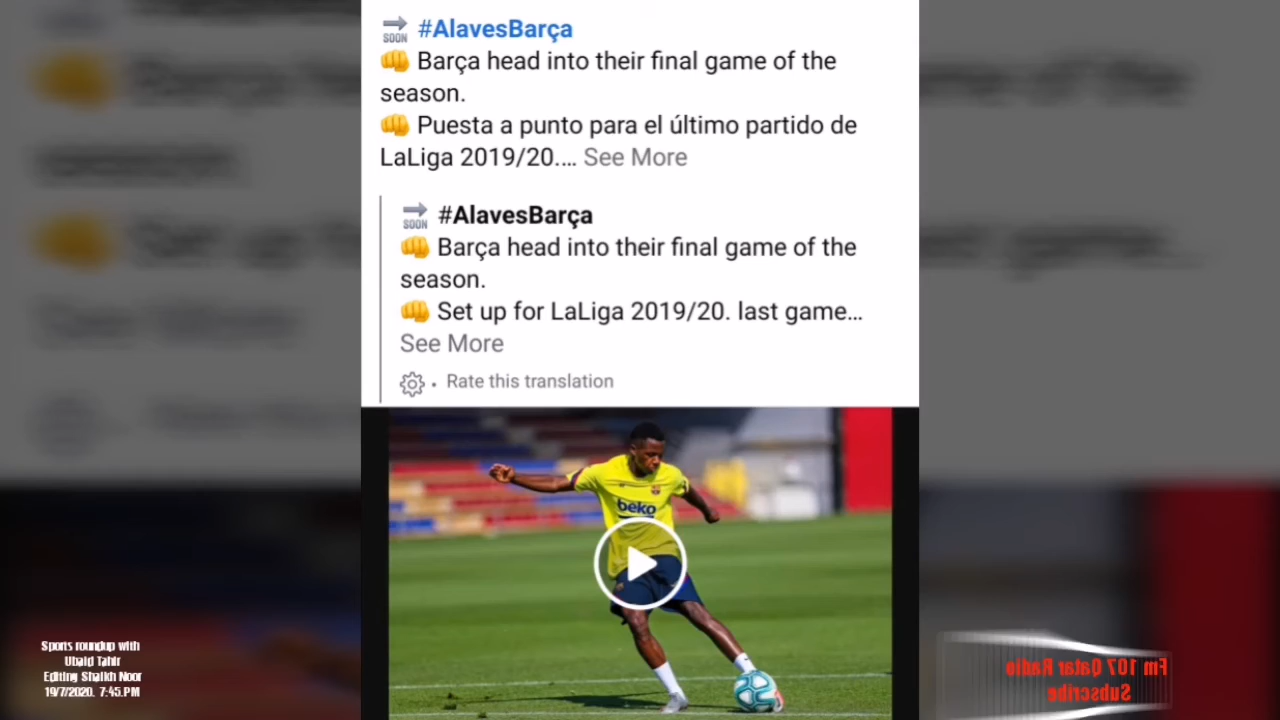 SOON #AlavesBarça
👊 Barça head into their final game of the
season.
👊 Puesta a punto para el último partido de
LaLiga 2019/20.... See More
SOON #AlavesBarça
👊 Barça head into their final game of the
season.
👊 Set up for LaLiga 2019/20. last game...
See More
· Rate this translation
beko
Sports roundup with
Ubaid Tahir
Editing Shaikh Noor
19/7/2020. 7:45.PM
Fm 107 Qatar Radio
Subscribe